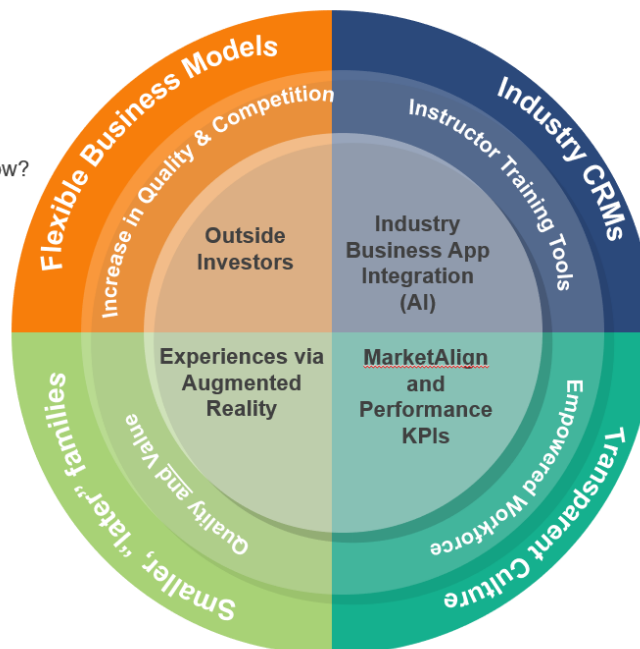 Flexible Business Models
Increase in Quality & Competition
Outside
Investors
Industry CRMs
Instructor Training Tools
Industry
Business App
Integration
(AI)
ow?
Experiences via
Augmented
Reality
Quality and Value
Smaller, “later” families
MarketAlign
and
Performance
KPIs
Empowered Workforce
Transparent Culture